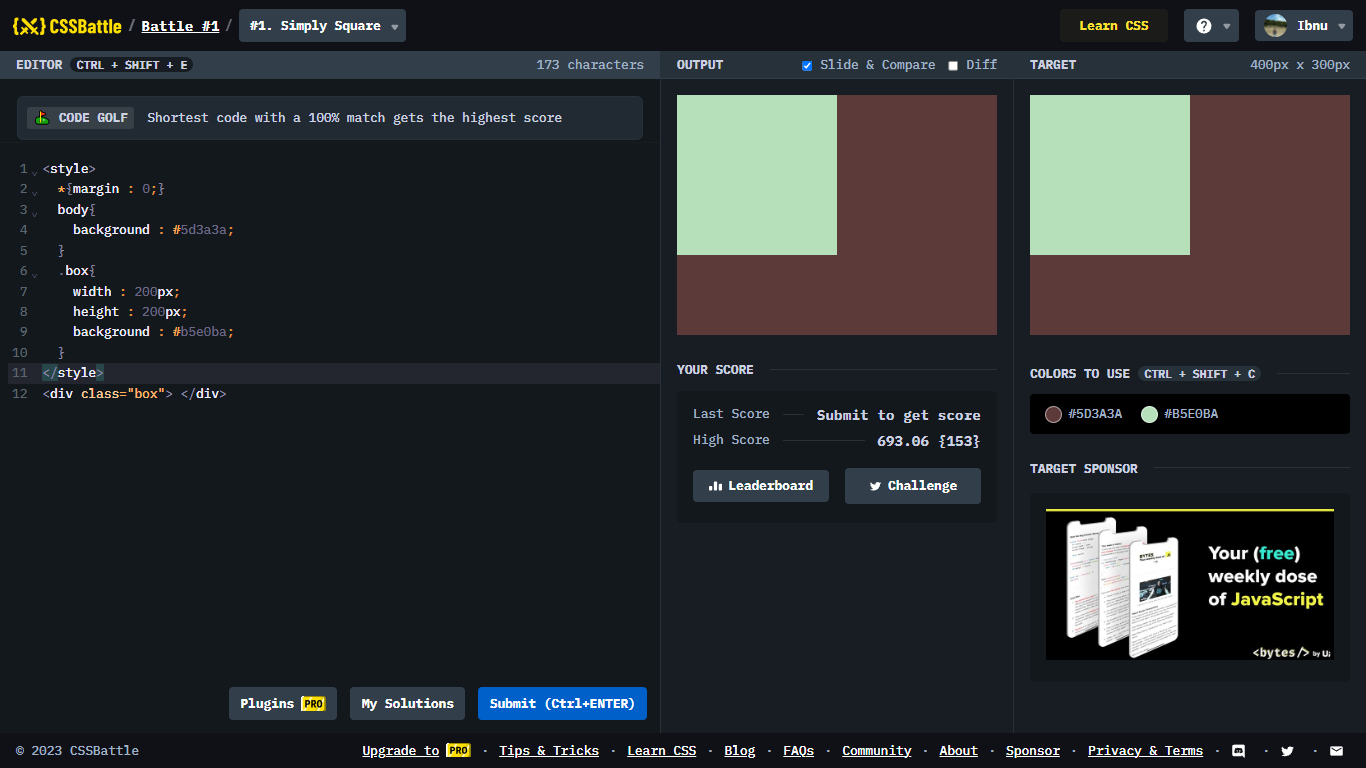 {X} CSSBattle / Battle #1 / #1. Simply Square
Learn CSS
Ibnu
EDITOR CTRL + SHIFT + E 173 characters
CODE GOLF Shortest code with a 100% match gets the highest score
1 <style>
2 *{margin : 0;}
3 body{
4 background : #5d3a3a;
5 }
6 .box{
7 width : 200px;
8 height : 200px;
9 background : #b5e0ba;
10 }
11 </style>
12 <div class="box"> </div>
Plugins PRO
My Solutions
Submit (Ctrl+ENTER)
OUTPUT Slide & Compare Diff
YOUR SCORE
Last Score Submit to get score
High Score 693.06 {153}
Leaderboard
Challenge
TARGET 400px x 300px
COLORS TO USE CTRL + SHIFT + C
#5D3A3A #B5E0BA
TARGET SPONSOR
BYTES
Your (free)
weekly dose
of JavaScript
<bytes/> by Ui
© 2023 CSSBattle
Upgrade to PRO · Tips & Tricks · Learn CSS · Blog · FAQs · Community · About · Sponsor · Privacy & Terms · · ·